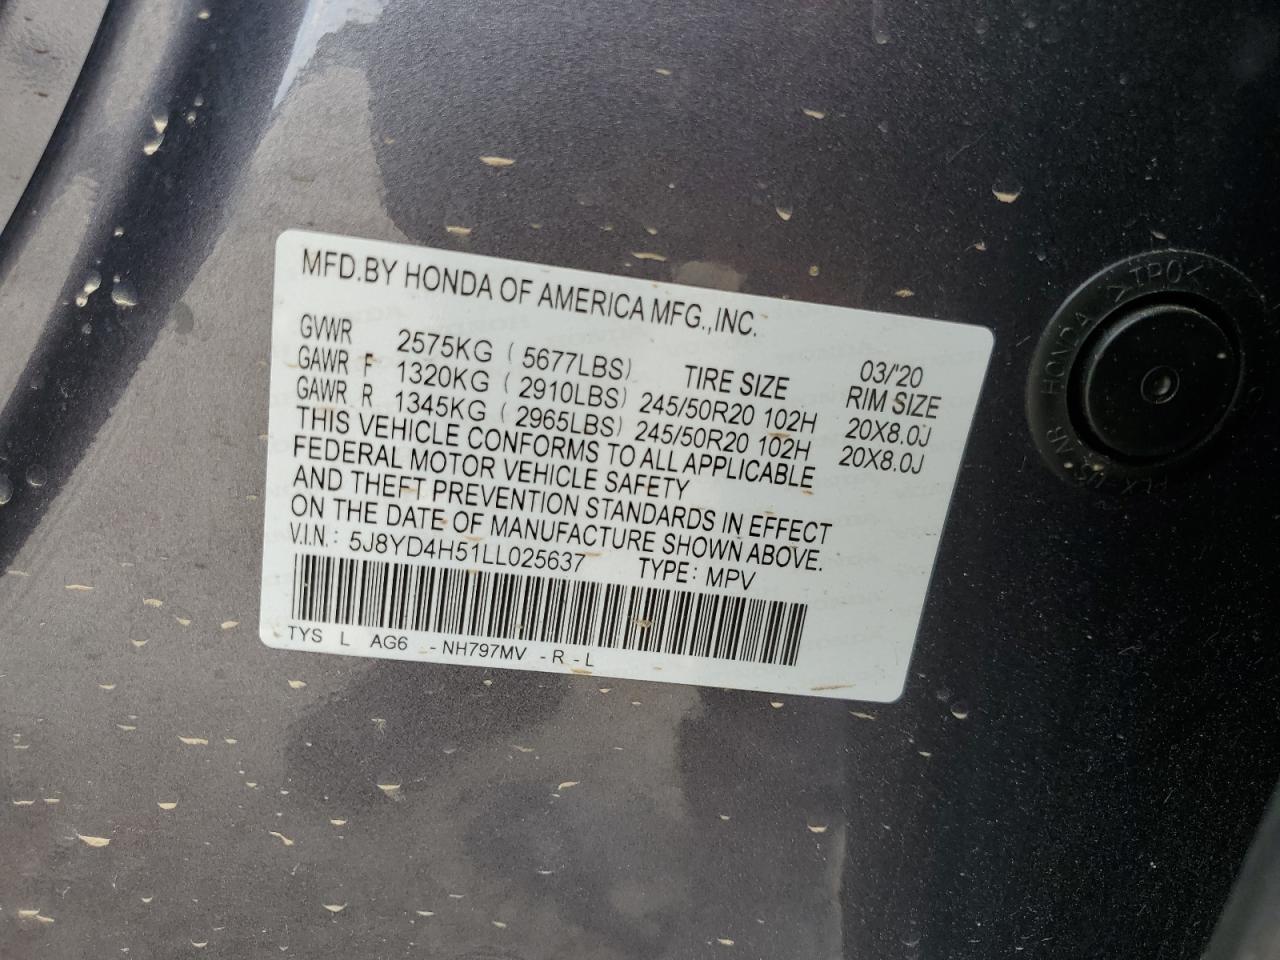 MFD.BY HONDA OF AMERICA MFG.,INC.
03/'20
GVWR 2575KG ( 5677LBS) TIRE SIZE RIM SIZE
GAWR F 1320KG ( 2910LBS) 245/50R20 102H 20X8.0J
GAWR R 1345KG ( 2965LBS) 245/50R20 102H 20X8.0J
THIS VEHICLE CONFORMS TO ALL APPLICABLE
FEDERAL MOTOR VEHICLE SAFETY
AND THEFT PREVENTION STANDARDS IN EFFECT
ON THE DATE OF MANUFACTURE SHOWN ABOVE.
V.I.N.: 5J8YD4H51LL025637 TYPE: MPV
TYS L AG6 -NH797MV -R-L
HONDA